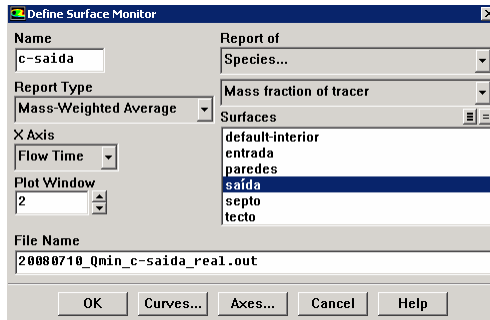 Define Surface Monitor
Name
Report of
c-saida
Species...
Report Type
Mass fraction of tracer
Mass-Weighted Average
Surfaces
X Axis
default-interior
Flow Time
entrada
paredes
Plot Window
saída
2
septo
tecto
File Name
20080710_Qmin_c-saida_real.out
OK Curves... Axes... Cancel Help